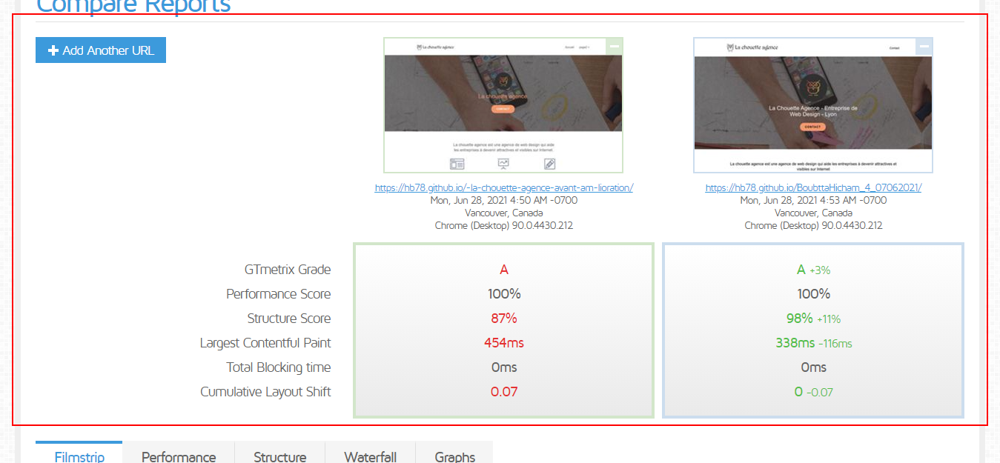 Compare Reports
+ Add Another URL
La chouette agence
Accueil page2 >
La chouette agence
CONTACT
La chouette agence est une agence de web design qui aide
les entreprises à devenir attractives et visibles sur Internet.
https://hb78.github.io/-la-chouette-agence-avant-am-lioration/
Mon, Jun 28, 2021 4:50 AM -0700
Vancouver, Canada
Chrome (Desktop) 90.0.4430.212
La chouette agence
Contact
La Chouette Agence - Entreprise de
Web Design - Lyon
CONTACT
La chouette agence est une agence de web design qui aide les entreprises à devenir attractives et
visibles sur Internet
https://hb78.github.io/BoubttaHicham_4_07062021/
Mon, Jun 28, 2021 4:53 AM -0700
Vancouver, Canada
Chrome (Desktop) 90.0.4430.212
GTmetrix Grade A A +3%
Performance Score 100% 100%
Structure Score 87% 98% +11%
Largest Contentful Paint 454ms 338ms -116ms
Total Blocking time 0ms 0ms
Cumulative Layout Shift 0.07 0 -0.07
Filmstrip Performance Structure Waterfall Graphs